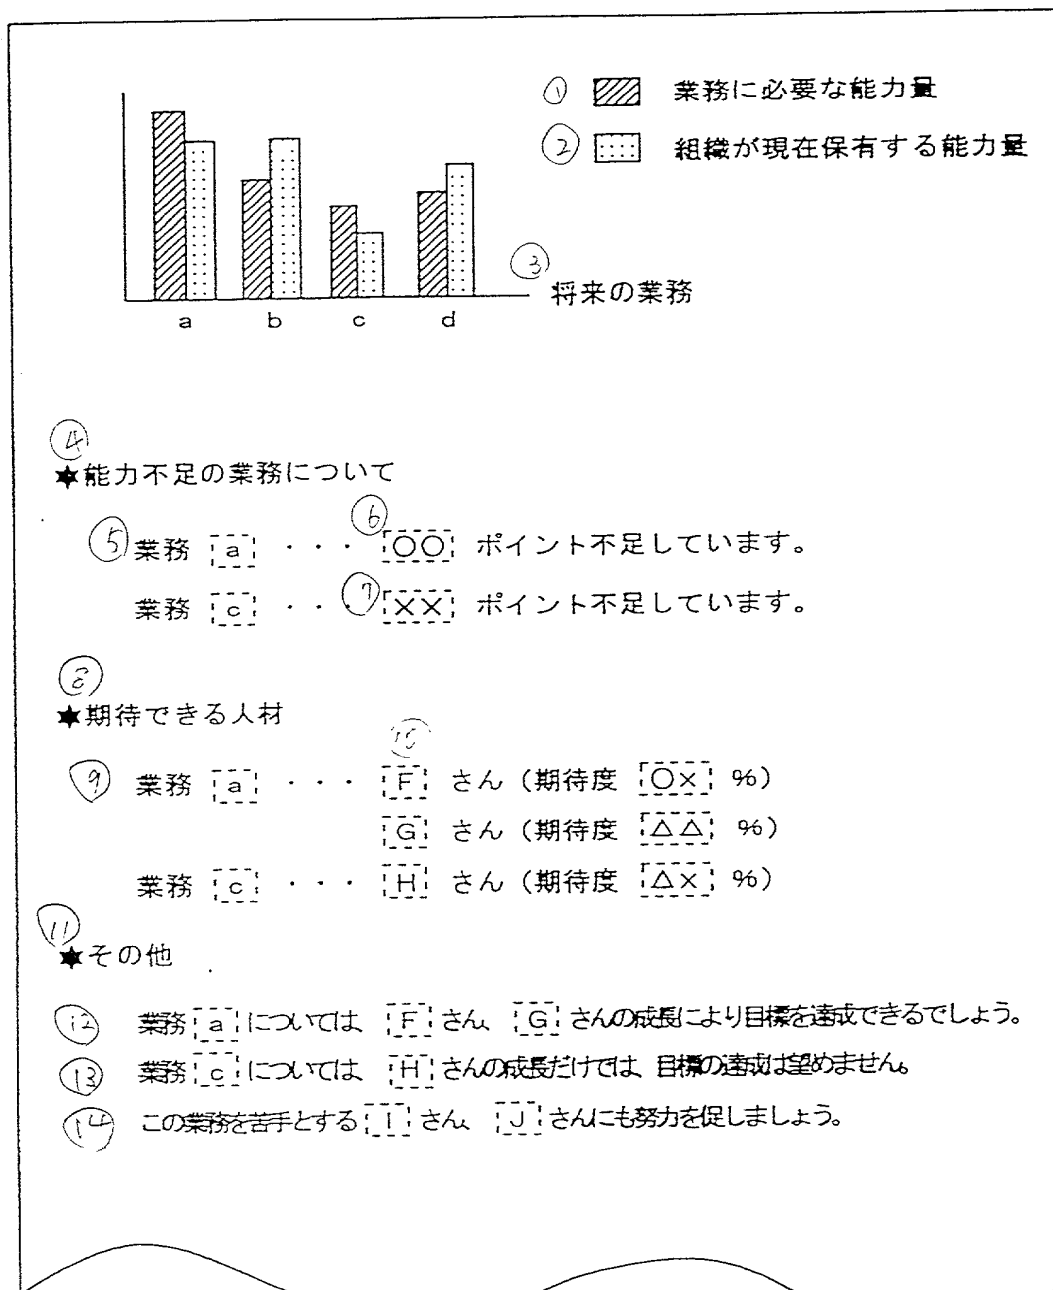 ① 業務に必要な能力量
② 組織が現在保有する能力量
③ 将来の業務
a b c d
④
★能力不足の業務について
⑤ 業務 a ・・・ ⑥ ○○ ポイント不足しています。
業務 c ・・・ ⑦ ×× ポイント不足しています。
⑧
★期待できる人材
⑩
⑨ 業務 a ・・・ F さん (期待度 ○× %)
G さん (期待度 △△ %)
業務 c ・・・ H さん (期待度 △× %)
⑪
★その他
⑫ 業務 a については、 F さん、 G さんの成長により目標を達成できるでしょう。
⑬ 業務 c については、 H さんの成長だけでは、目標の達成は望めません。
⑭ この業務を苦手とする I さん、 J さんにも努力を促しましょう。